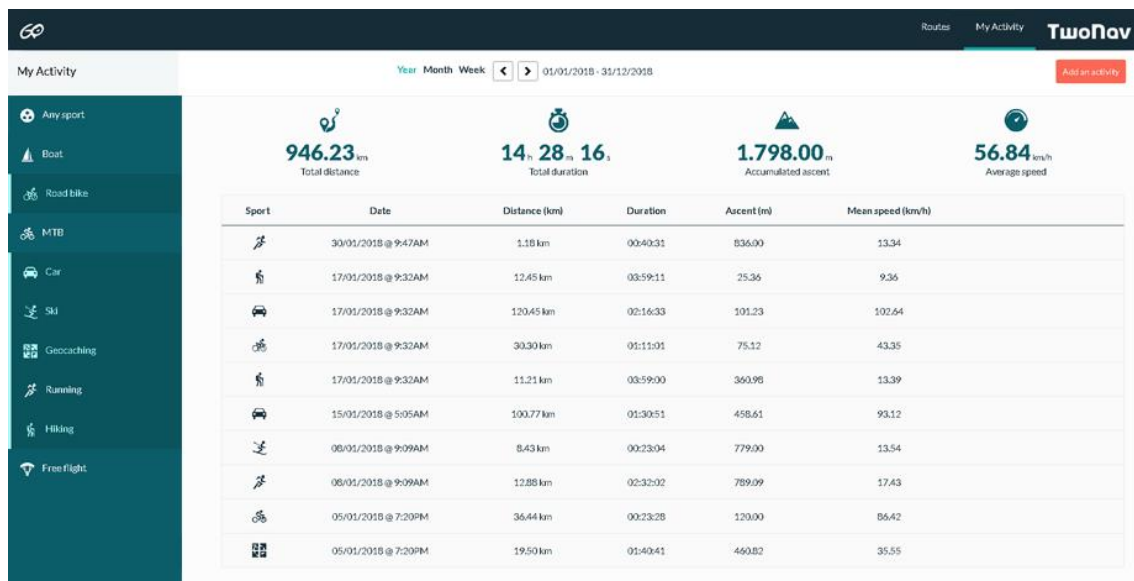 GO
Routes My Activity TwoNav
My Activity
Year Month Week 01/01/2018 - 31/12/2018
Add an activity
Any sport
Boat
Road bike
MTB
Car
Ski
Geocaching
Running
Hiking
Free flight
946.23 km
Total distance
14 h 28 m 16 s
Total duration
1.798.00 m
Accumulated ascent
56.84 km/h
Average speed
Sport Date Distance (km) Duration Ascent (m) Mean speed (km/h)
30/01/2018 @ 9:47AM 1.18 km 00:40:31 836.00 13.34
17/01/2018 @ 9:32AM 12.45 km 03:59:11 25.36 9.36
17/01/2018 @ 9:32AM 120.45 km 02:16:33 101.23 102.64
17/01/2018 @ 9:32AM 30.30 km 01:11:01 75.12 43.35
17/01/2018 @ 9:32AM 11.21 km 03:59:00 360.98 13.39
15/01/2018 @ 5:05AM 100.77 km 01:30:51 458.61 93.12
08/01/2018 @ 9:09AM 8.43 km 00:23:04 779.00 13.54
08/01/2018 @ 9:09AM 12.88 km 02:32:02 789.09 17.43
05/01/2018 @ 7:20PM 36.44 km 00:23:28 120.00 86.42
05/01/2018 @ 7:20PM 19.50 km 01:40:41 460.82 35.55